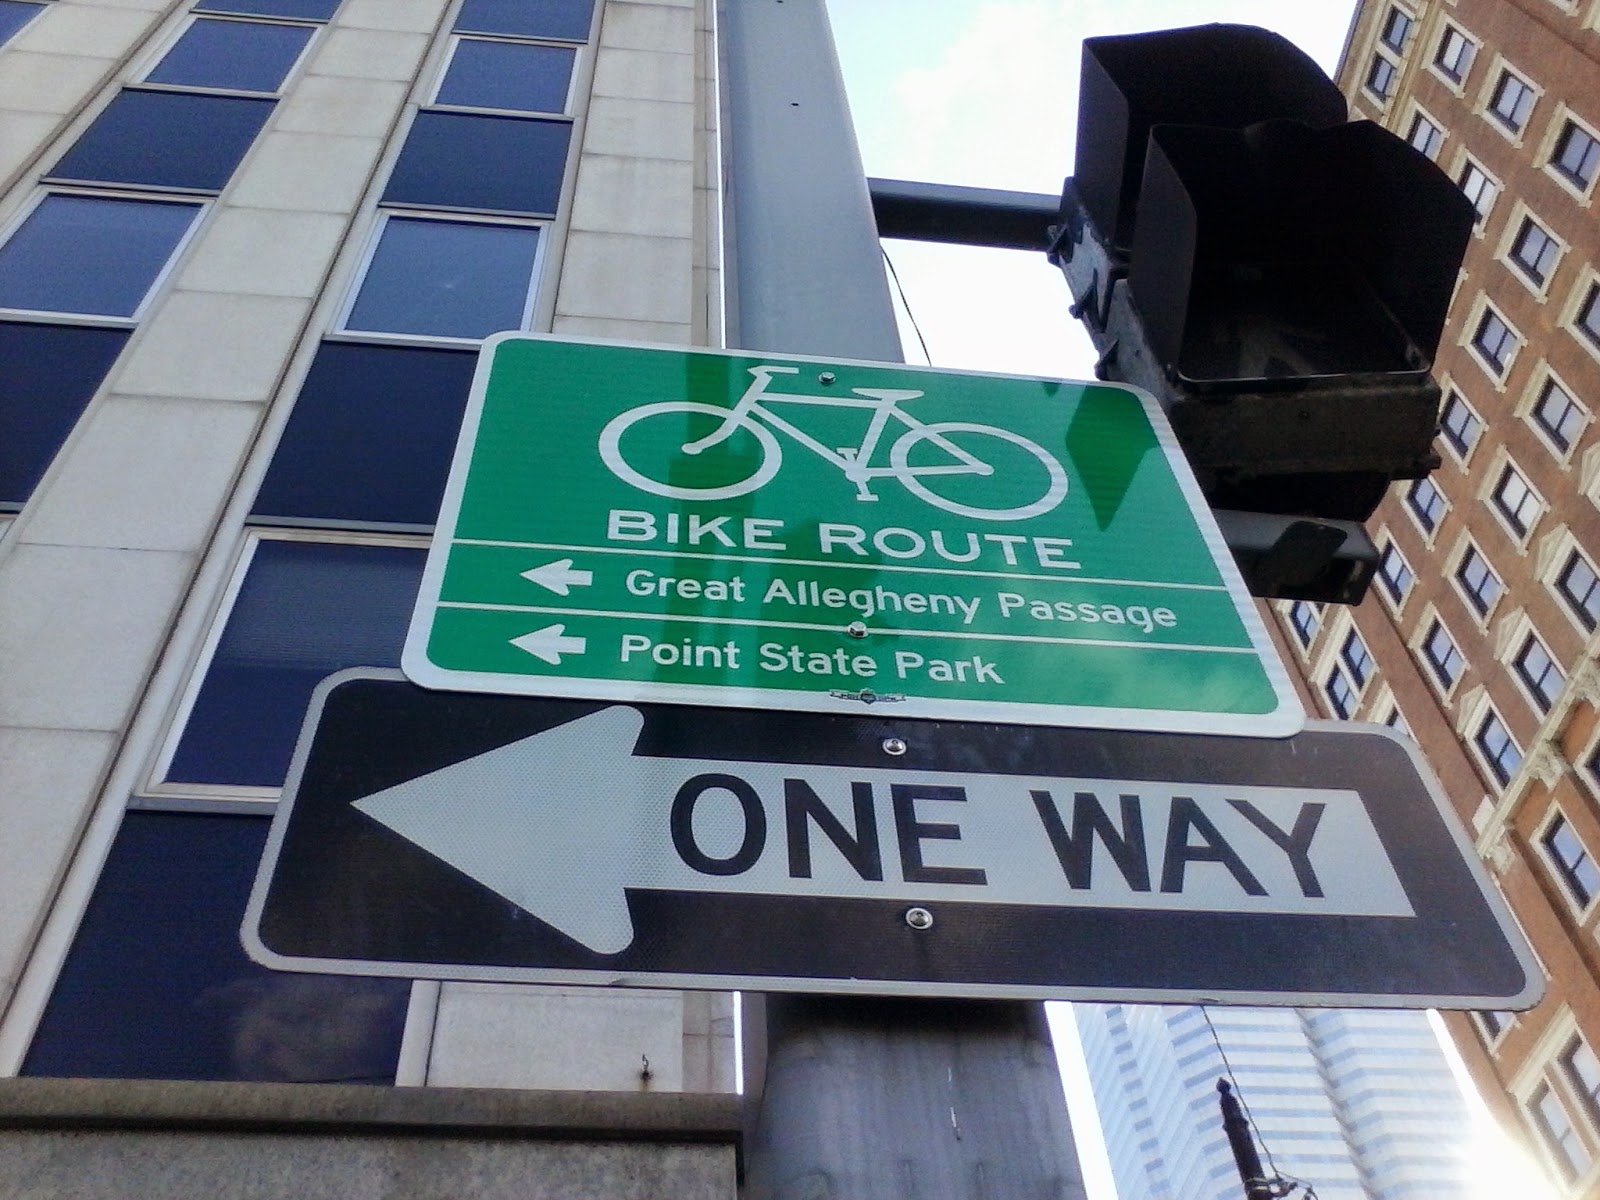 BIKE ROUTE
Great Allegheny Passage
Point State Park
ONE WAY